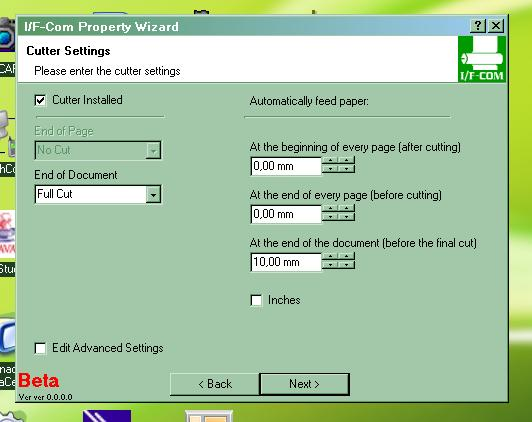 I/F-Com Property Wizard
Cutter Settings
Please enter the cutter settings
I/F-COM
Cutter Installed
Automatically feed paper:
End of Page
No Cut
At the beginning of every page (after cutting)
0,00 mm
End of Document
Full Cut
At the end of every page (before cutting)
0,00 mm
At the end of the document (before the final cut)
10,00 mm
Inches
Edit Advanced Settings
Beta
Ver ver 0.0.0.0
< Back
Next >